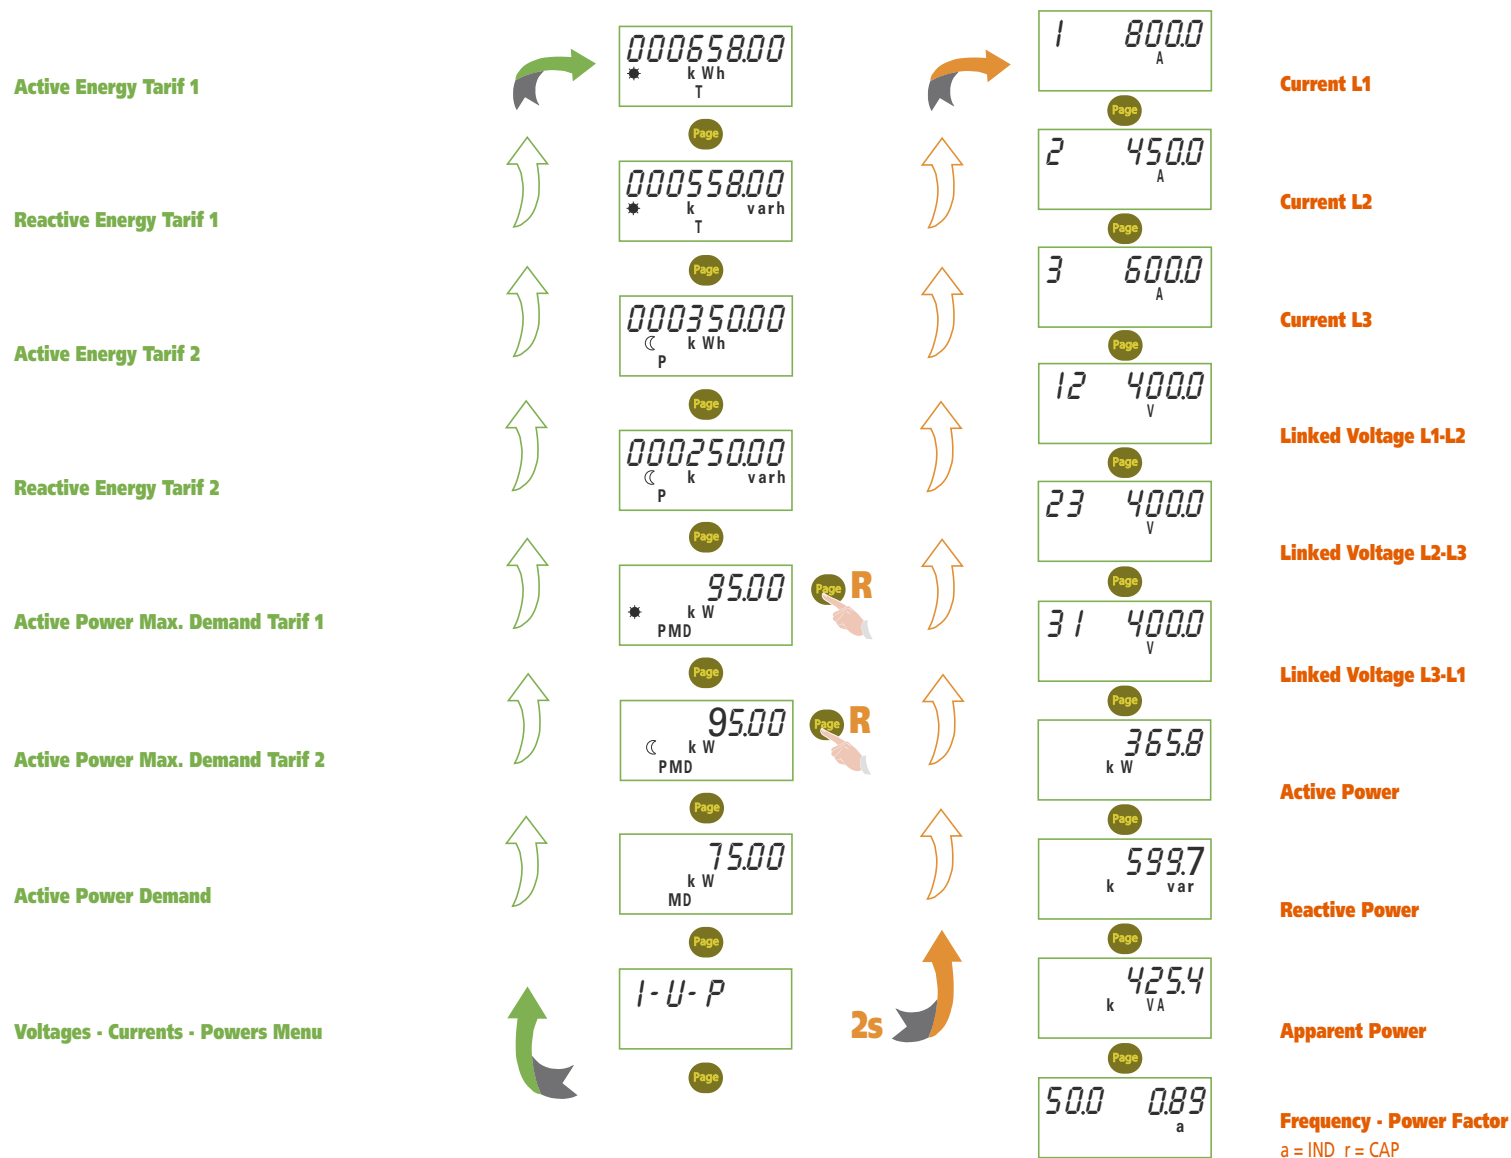 Active Energy Tarif 1
000658.00
k Wh
T
Page
Reactive Energy Tarif 1
000558.00
k varh
T
Page
Active Energy Tarif 2
000350.00
k Wh
P
Page
Reactive Energy Tarif 2
000250.00
k varh
P
Page
Active Power Max. Demand Tarif 1
95.00
k W
PMD
Page R
Page
Active Power Max. Demand Tarif 2
95.00
k W
PMD
Page R
Page
Active Power Demand
75.00
k W
MD
Page
Voltages - Currents - Powers Menu
I-U-P
Page
2s
1 800.0
A
Current L1
Page
2 450.0
A
Current L2
Page
3 600.0
A
Current L3
Page
12 400.0
V
Linked Voltage L1-L2
Page
23 400.0
V
Linked Voltage L2-L3
Page
31 400.0
V
Linked Voltage L3-L1
Page
365.8
k W
Active Power
Page
599.7
k var
Reactive Power
Page
425.4
k VA
Apparent Power
Page
50.0 0.89
a
Frequency - Power Factor
a = IND r = CAP